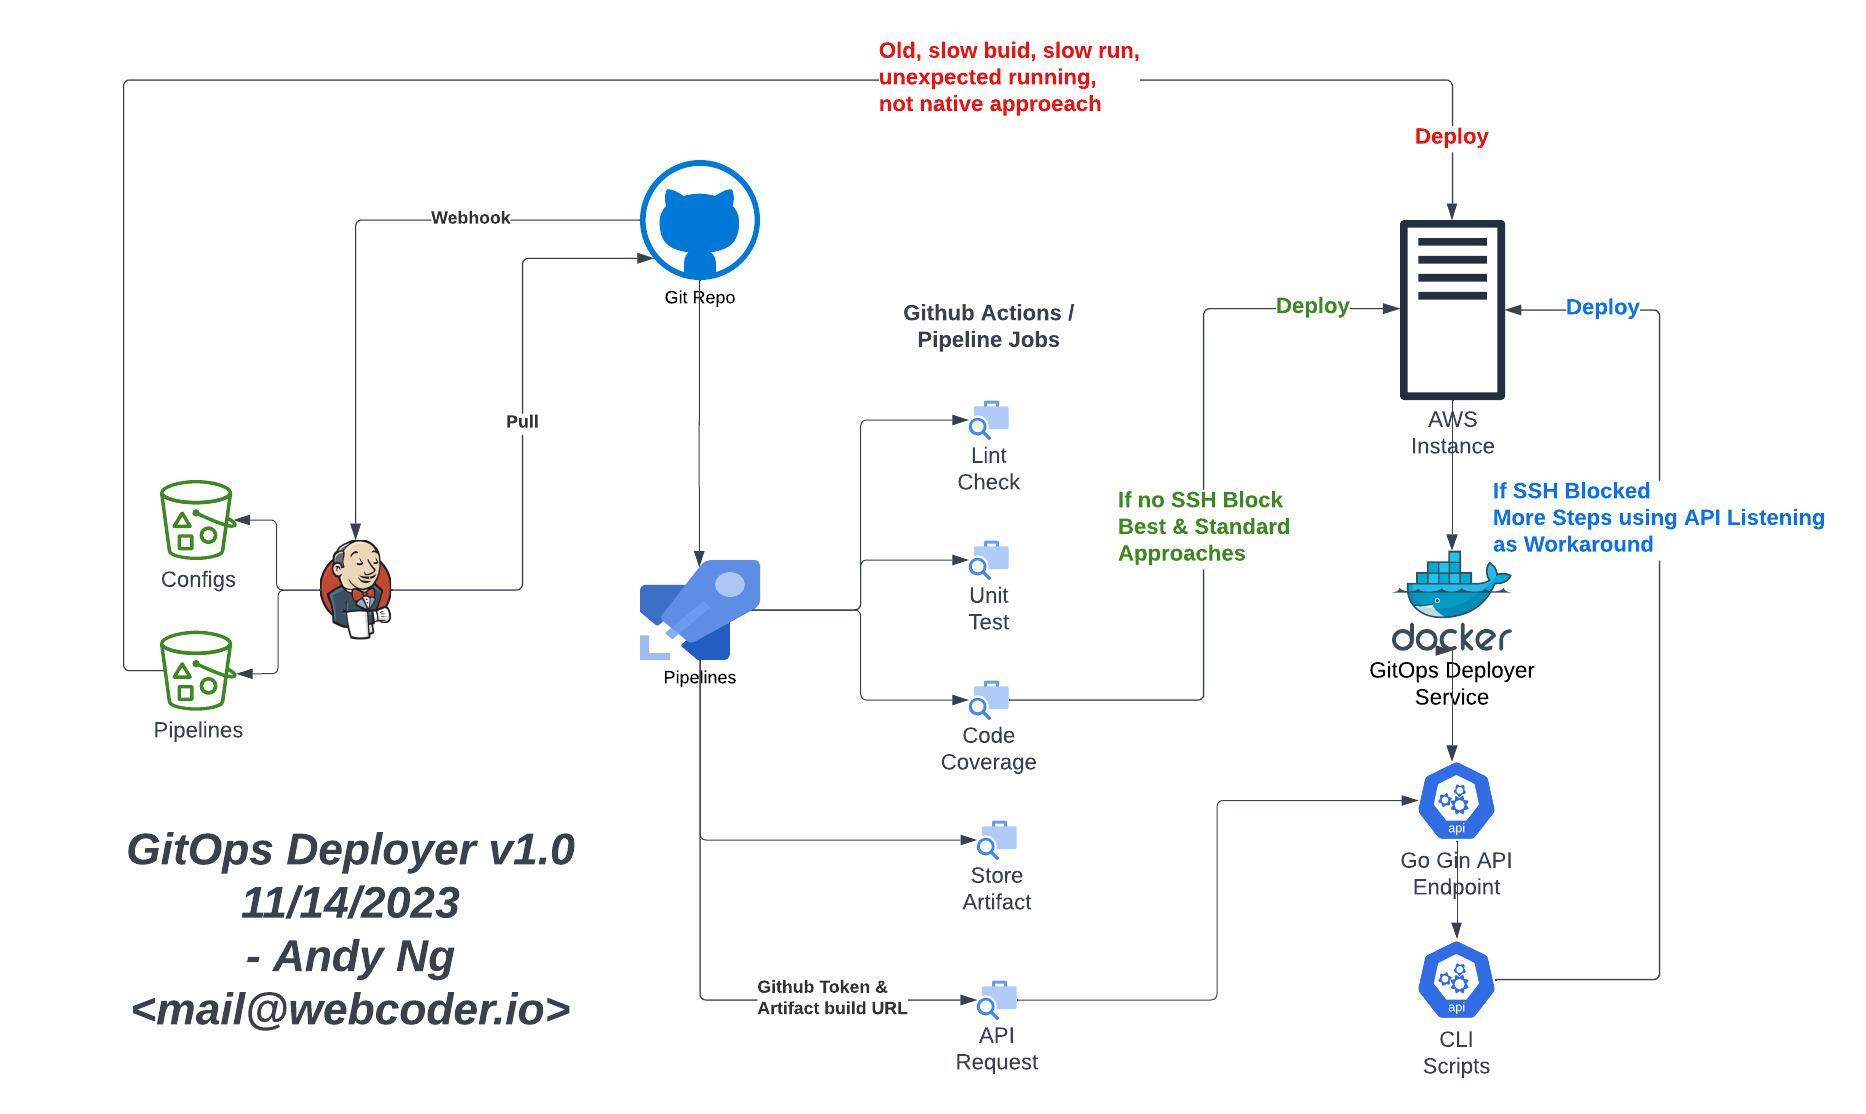 Old, slow buid, slow run,
unexpected running,
not native approeach
Deploy
Webhook
Git Repo
Github Actions /
Pipeline Jobs
Deploy
Deploy
Pull
AWS
Instance
Lint
Check
If no SSH Block
Best & Standard
Approaches
If SSH Blocked
More Steps using API Listening
as Workaround
Configs
Unit
Test
docker
GitOps Deployer
Service
Pipelines
Pipelines
Code
Coverage
api
Go Gin API
Endpoint
Store
Artifact
GitOps Deployer v1.0
11/14/2023
- Andy Ng
<mail@webcoder.io>
Github Token &
Artifact build URL
API
Request
api
CLI
Scripts